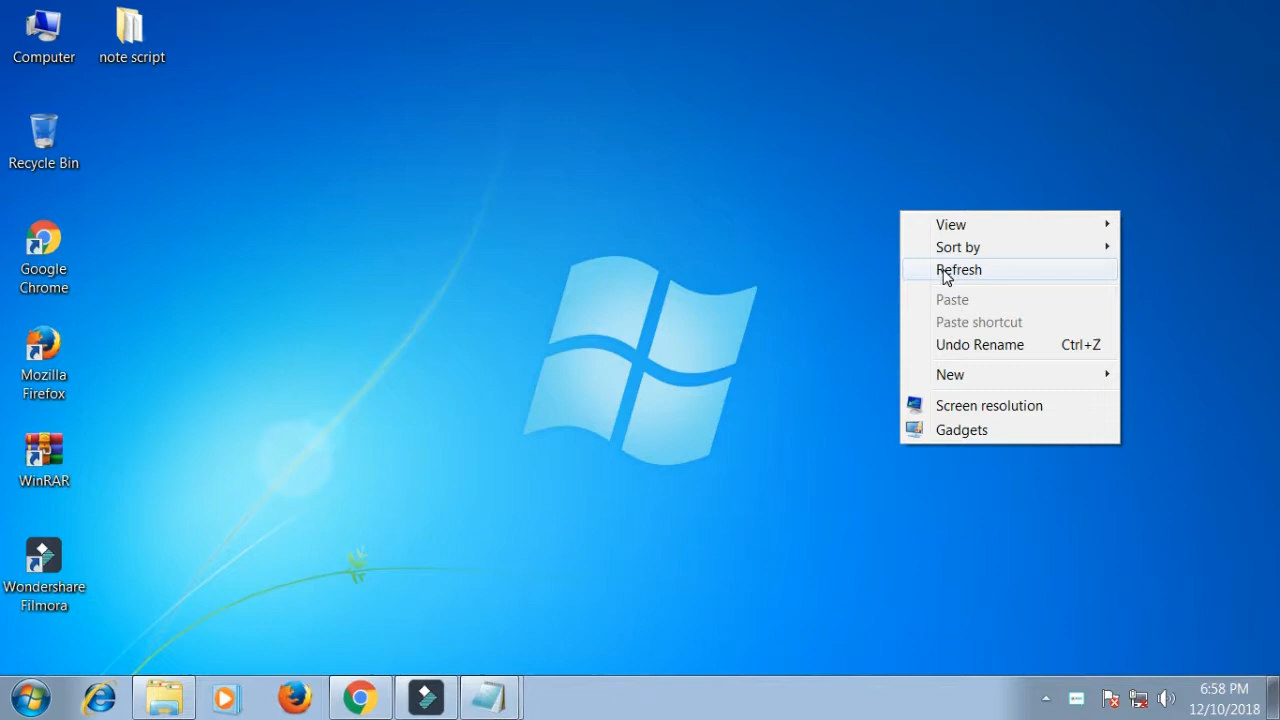 Computer
note script
Recycle Bin
Google
Chrome
Mozilla
Firefox
WinRAR
Wondershare
Filmora
View
Sort by
Refresh
Paste
Paste shortcut
Undo Rename Ctrl+Z
New
Screen resolution
Gadgets
6:58 PM
12/10/2018